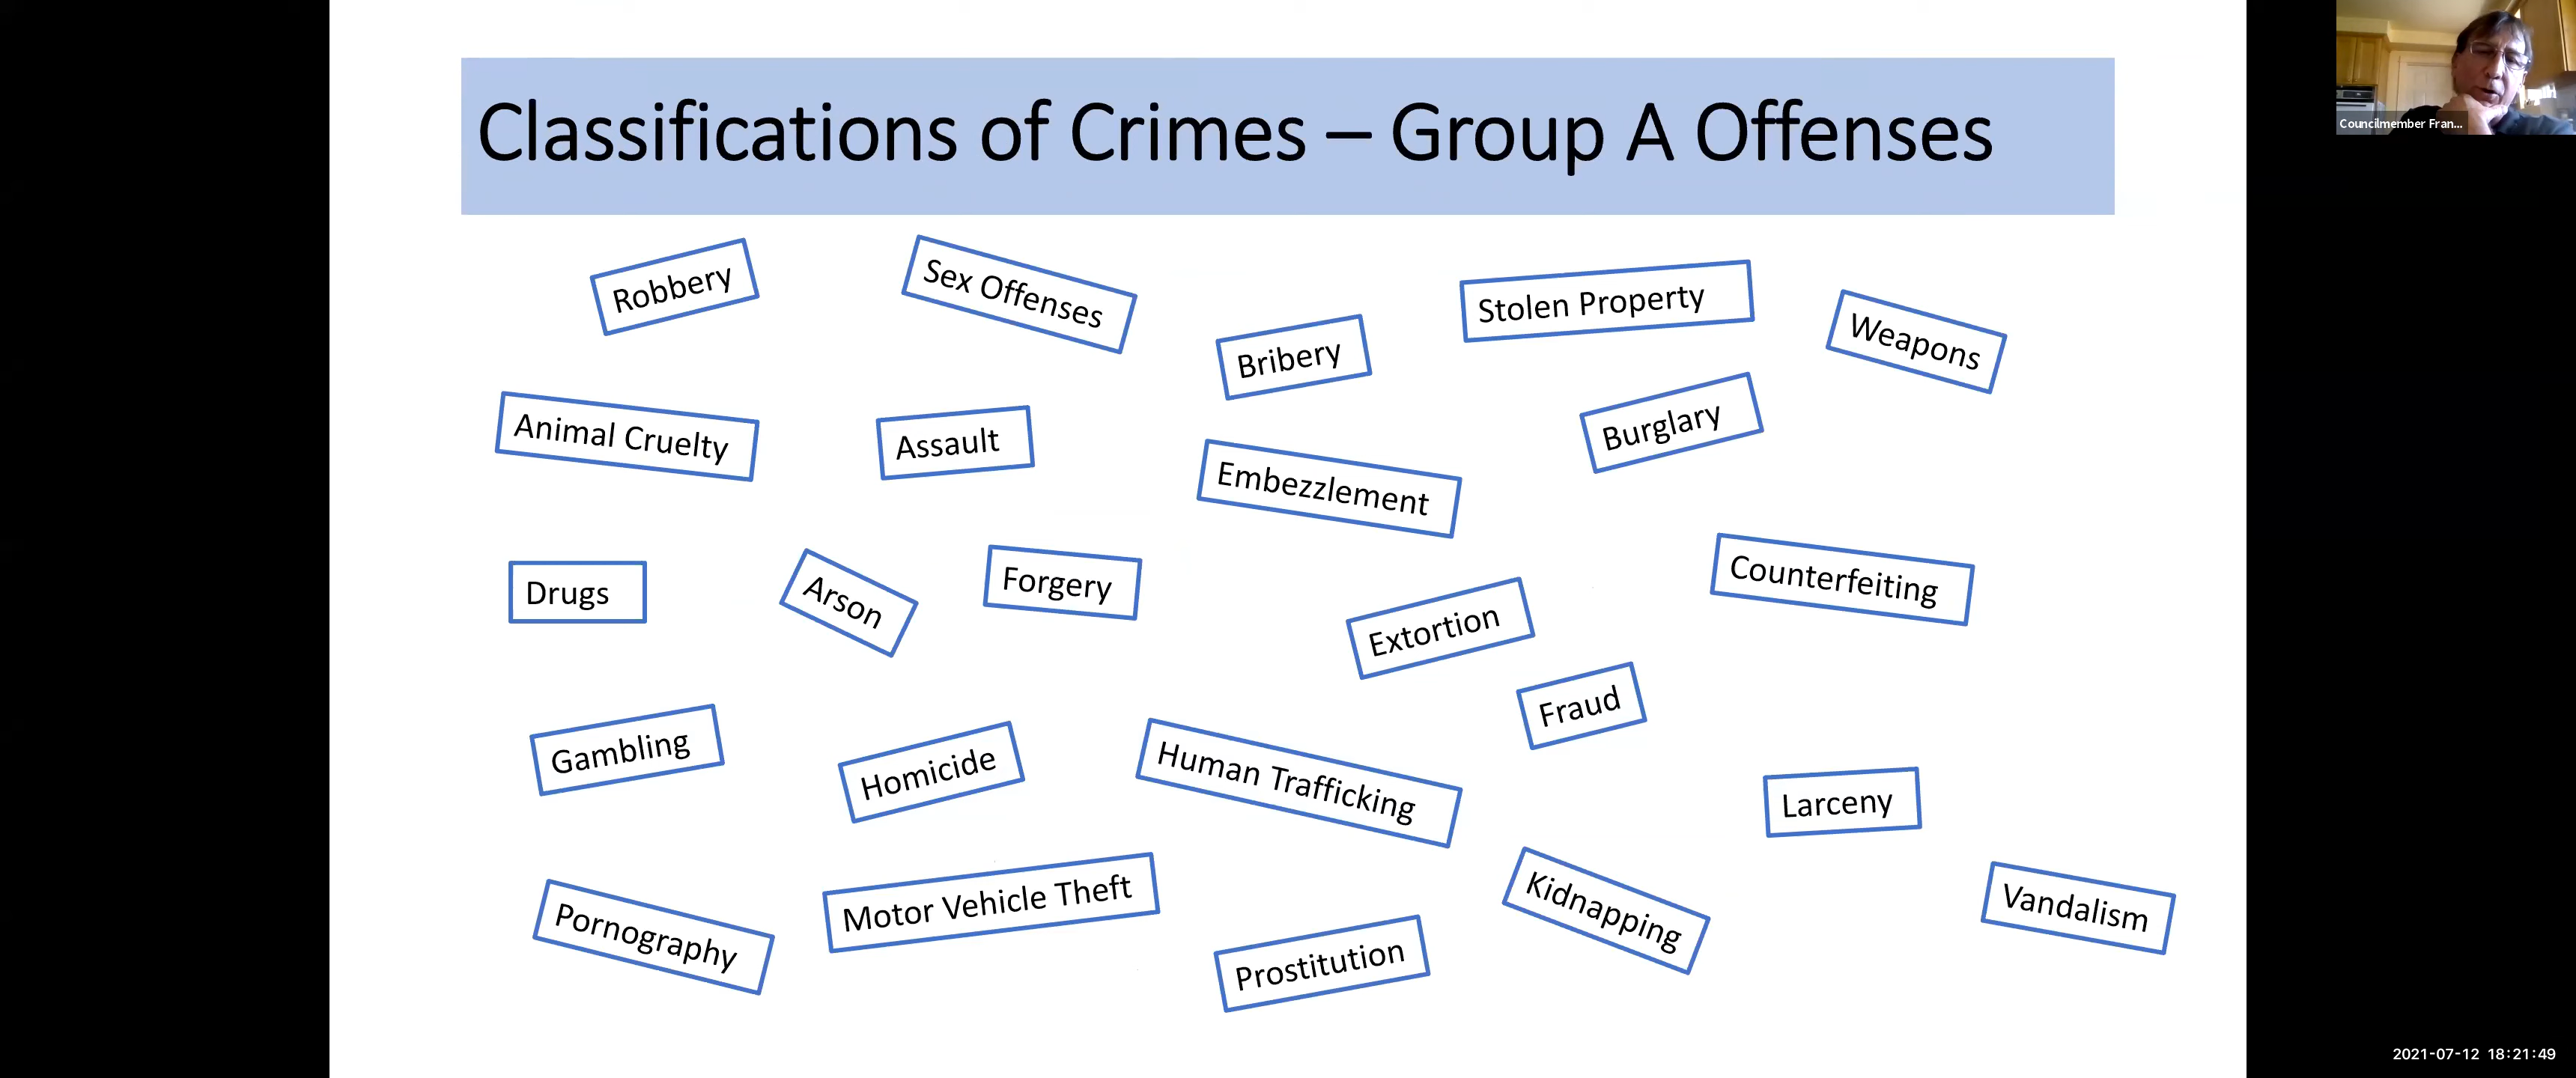 Classifications of Crimes – Group A Offenses
Councilmember Fran...
Robbery
Sex Offenses
Bribery
Stolen Property
Weapons
Animal Cruelty
Assault
Embezzlement
Burglary
Drugs
Arson
Forgery
Extortion
Counterfeiting
Fraud
Gambling
Homicide
Human Trafficking
Larceny
Pornography
Motor Vehicle Theft
Prostitution
Kidnapping
Vandalism
2021-07-12 18:21:49